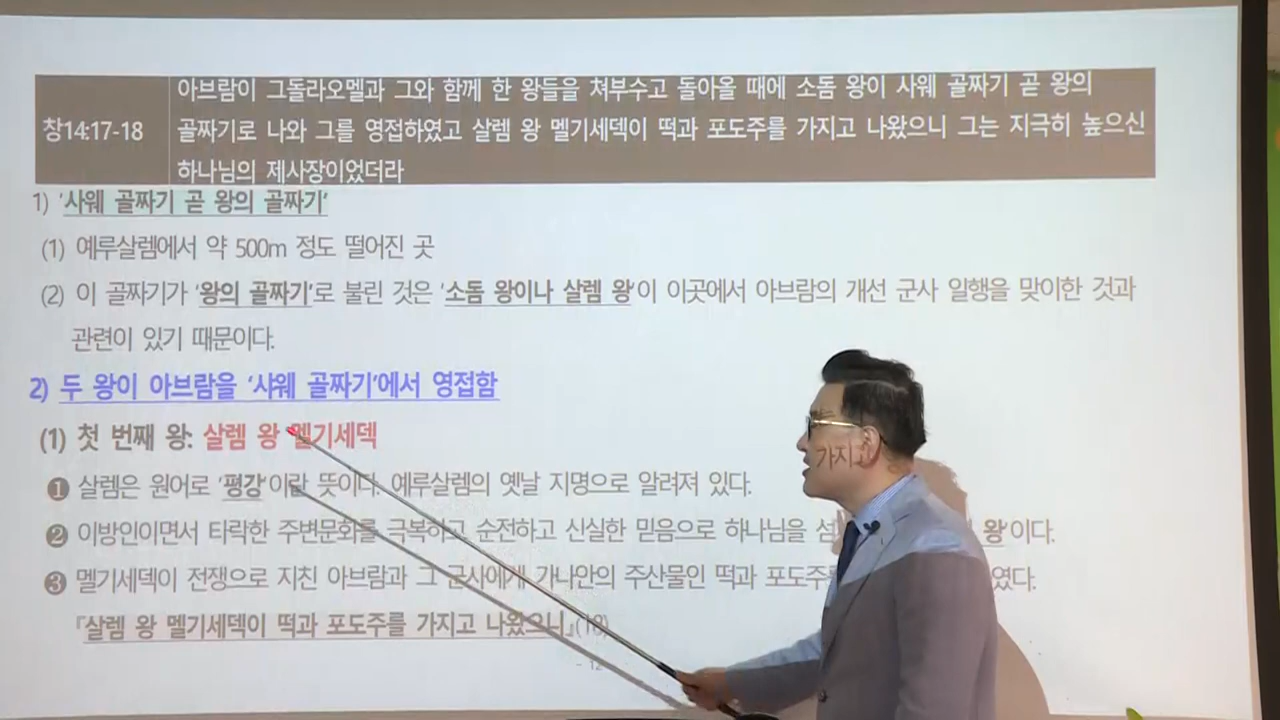 창14:17-18
아브람이 그돌라오멜과 그와 함께 한 왕들을 쳐부수고 돌아올 때에 소돔 왕이 사웨 골짜기 곧 왕의
골짜기로 나와 그를 영접하였고 살렘 왕 멜기세덱이 떡과 포도주를 가지고 나왔으니 그는 지극히 높으신
하나님의 제사장이었더라
1) '사웨 골짜기 곧 왕의 골짜기'
(1) 예루살렘에서 약 500m 정도 떨어진 곳
(2) 이 골짜기가 '왕의 골짜기'로 불린 것은 '소돔 왕이나 살렘 왕'이 이곳에서 아브람의 개선 군사 일행을 맞이한 것과
관련이 있기 때문이다.
2) 두 왕이 아브람을 '사웨 골짜기'에서 영접함
(1) 첫 번째 왕: 살렘 왕 멜기세덱
❶ 살렘은 원어로 '평강'이란 뜻이다. 예루살렘의 옛날 지명으로 알려져 있다.
❷ 이방인이면서 타락한 주변문화를 극복하고 순전하고 신실한 믿음으로 하나님을 섬 왕'이다.
❸ 멜기세덱이 전쟁으로 지친 아브람과 그 군사에게 가나안의 주산물인 떡과 포도주 였다.
『살렘 왕 멜기세덱이 떡과 포도주를 가지고 나왔으니』(18)
- 12
가지고